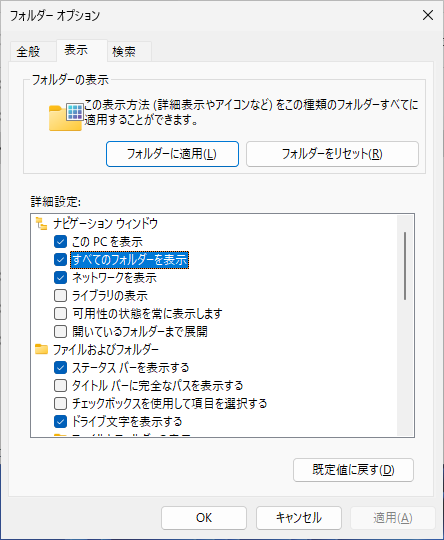 フォルダー オプション
全般
表示
検索
フォルダーの表示
この表示方法 (詳細表示やアイコンなど) をこの種類のフォルダーすべてに
適用することができます。
フォルダーに適用(L)
フォルダーをリセット(R)
詳細設定:
ナビゲーション ウィンドウ
この PC を表示
すべてのフォルダーを表示
ネットワークを表示
ライブラリの表示
可用性の状態を常に表示します
開いているフォルダーまで展開
ファイルおよびフォルダー
ステータス バーを表示する
タイトル バーに完全なパスを表示する
チェックボックスを使用して項目を選択する
ドライブ文字を表示する
既定値に戻す(D)
OK
キャンセル
適用(A)